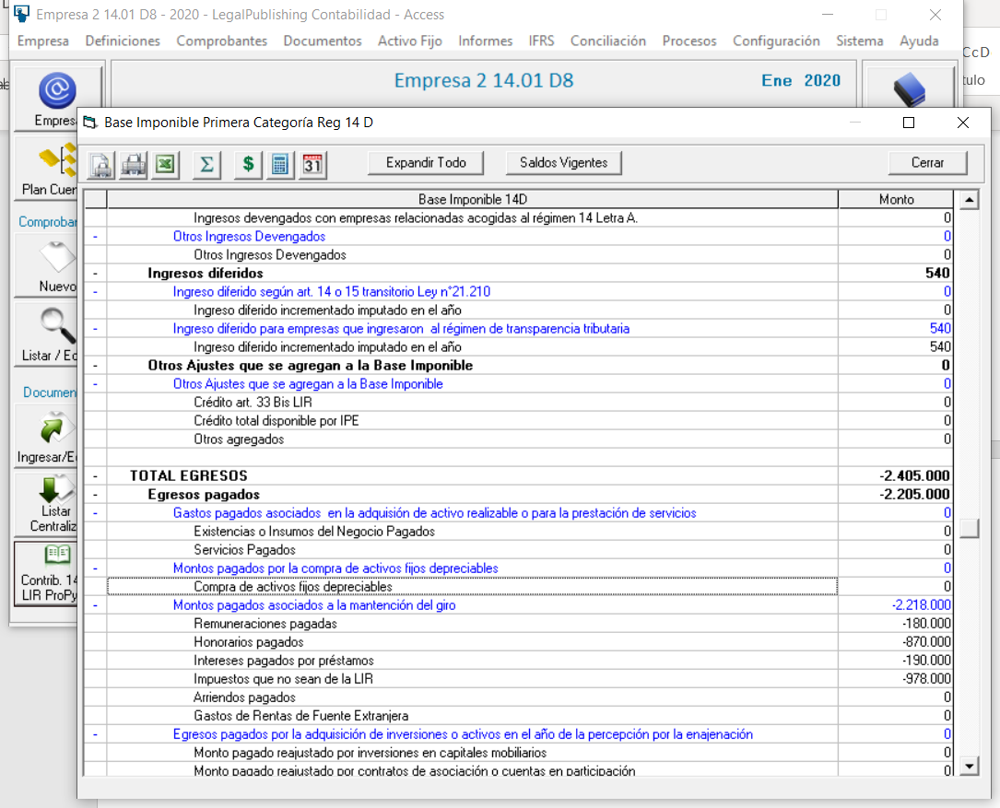 Empresa 2 14.01 D8 - 2020 - LegalPublishing Contabilidad - Access
Empresa Definiciones Comprobantes Documentos Activo Fijo Informes IFRS Conciliación Procesos Configuración Sistema Ayuda
CcD
tulo
Empresa 2 14.01 D8
Ene 2020
Empres
Plan Cuen
Comprobar
Nuevo
Listar / Ed
Documen
Ingresar/E
Listar
Centraliz
Contrib. 14
LIR ProPy
Base Imponible Primera Categoría Reg 14 D
Σ $ 31 Expandir Todo Saldos Vigentes Cerrar
Base Imponible 14D Monto
Ingresos devengados con empresas relacionadas acogidas al régimen 14 Letra A. 0
- Otros Ingresos Devengados 0
Otros Ingresos Devengados 0
- Ingresos diferidos 540
- Ingreso diferido según art. 14 o 15 transitorio Ley n°21.210 0
Ingreso diferido incrementado imputado en el año 0
- Ingreso diferido para empresas que ingresaron al régimen de transparencia tributaria 540
Ingreso diferido incrementado imputado en el año 540
- Otros Ajustes que se agregan a la Base Imponible 0
- Otros Ajustes que se agregan a la Base Imponible 0
Crédito art. 33 Bis LIR 0
Crédito total disponible por IPE 0
Otros agregados 0
- TOTAL EGRESOS -2.405.000
- Egresos pagados -2.205.000
- Gastos pagados asociados en la adquisión de activo realizable o para la prestación de servicios 0
Existencias o Insumos del Negocio Pagados 0
Servicios Pagados 0
- Montos pagados por la compra de activos fijos depreciables 0
Compra de activos fijos depreciables 0
- Montos pagados asociados a la mantención del giro -2.218.000
Remuneraciones pagadas -180.000
Honorarios pagados -870.000
Intereses pagados por préstamos -190.000
Impuestos que no sean de la LIR -978.000
Arriendos pagados 0
Gastos de Rentas de Fuente Extranjera 0
- Egresos pagados por la adquisición de inversiones o activos en el año de la percepción por la enajenación 0
Monto pagado reajustado por inversiones en capitales mobiliarios 0
Monto pagado reajustado por contratos de asociación o cuentas en participación 0